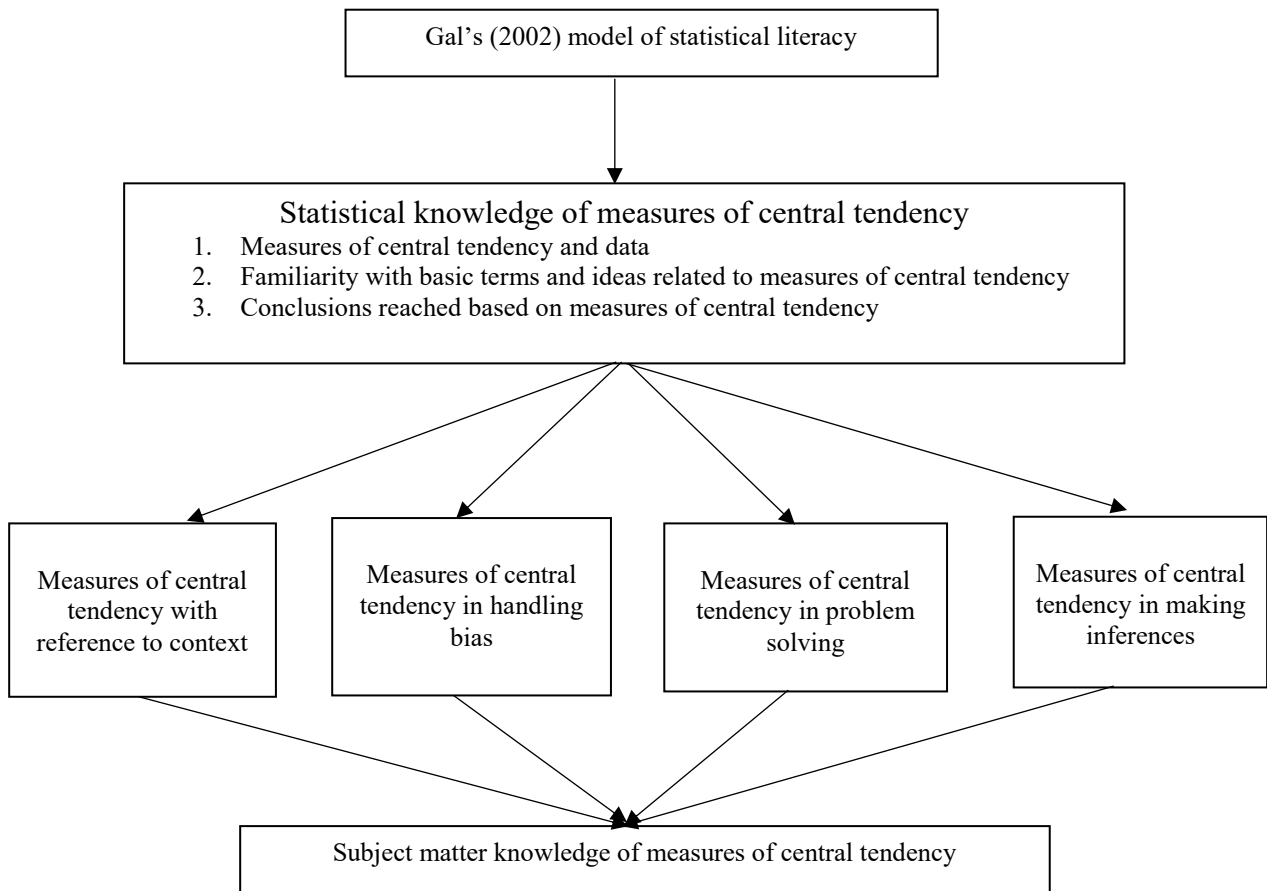 Gal’s (2002) model of statistical literacy
Statistical knowledge of measures of central tendency
1. Measures of central tendency and data
2. Familiarity with basic terms and ideas related to measures of central tendency
3. Conclusions reached based on measures of central tendency
Measures of central
tendency with
reference to context
Measures of central
tendency in handling
bias
Measures of central
tendency in problem
solving
Measures of central
tendency in making
inferences
Subject matter knowledge of measures of central tendency